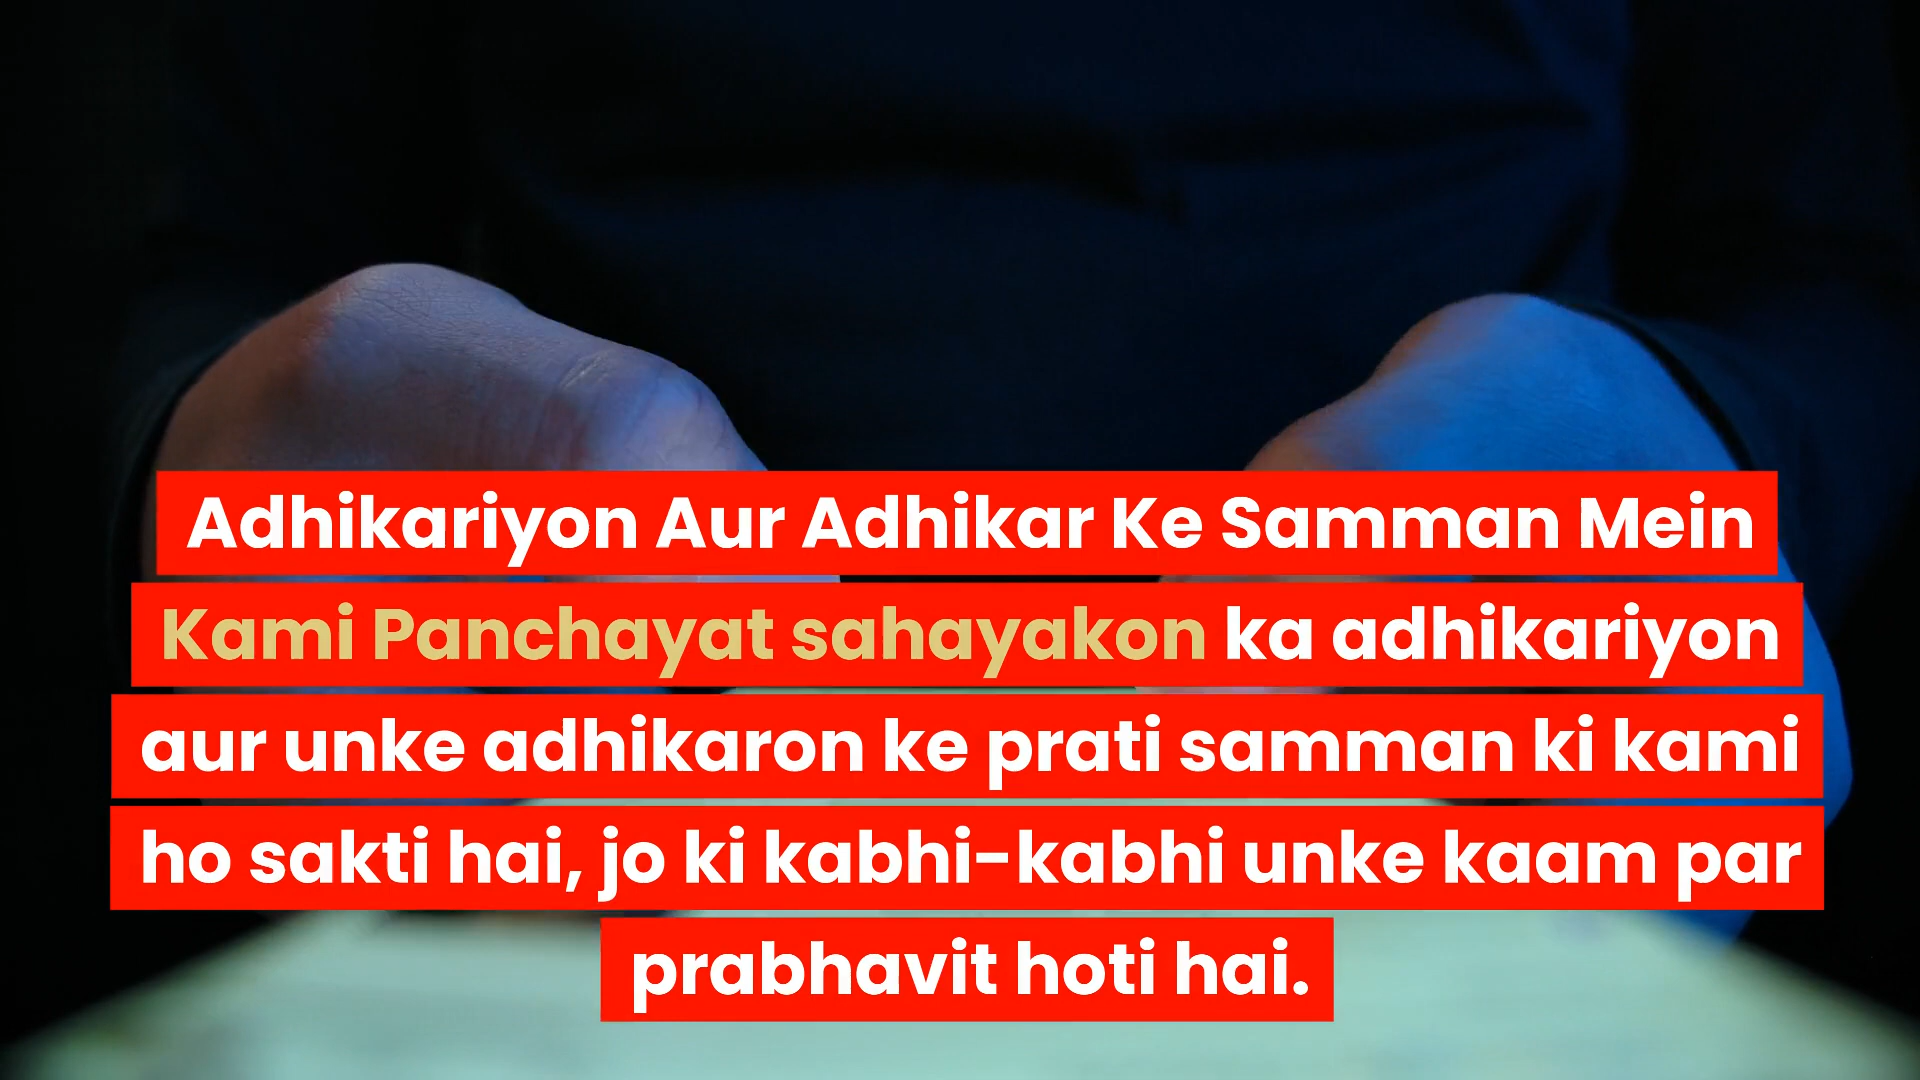 Adhikariyon Aur Adhikar Ke Samman Mein
Kami Panchayat sahayakon ka adhikariyon
aur unke adhikaron ke prati samman ki kami
ho sakti hai, jo ki kabhi-kabhi unke kaam par
prabhavit hoti hai.